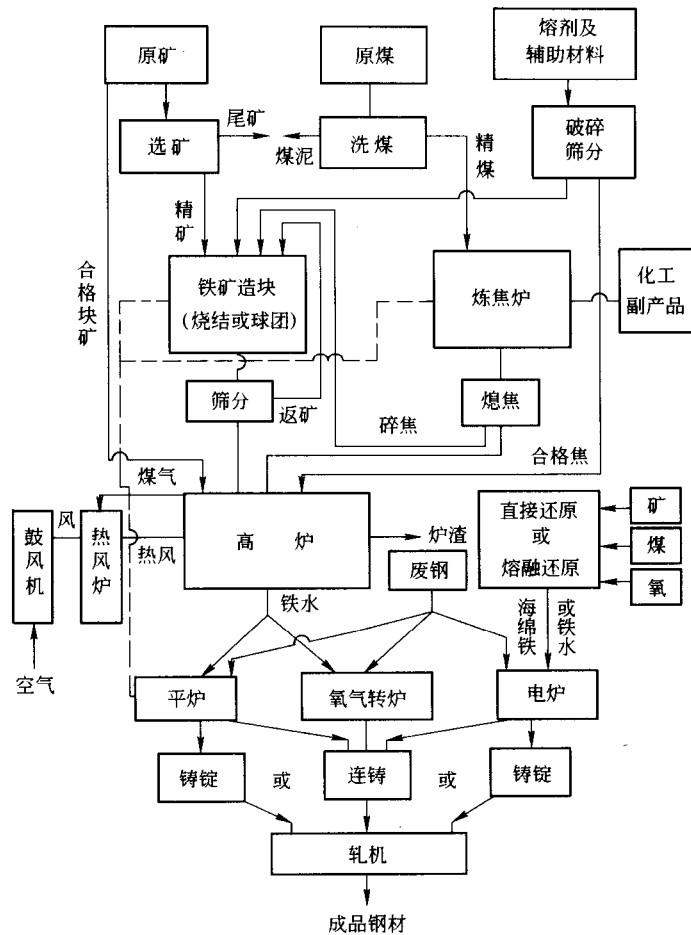 原矿
原煤
熔剂及
辅助材料
尾矿
选矿
煤泥
洗煤
精煤
破碎
筛分
精矿
合格块矿
铁矿造块
(烧结或球团)
炼焦炉
化工
副产品
筛分
返矿
碎焦
熄焦
合格焦
煤气
风
鼓风机
热风炉
热风
高 炉
炉渣
直接还原
或
熔融还原
矿
煤
氧
废钢
铁水
海绵铁
或铁水
空气
平炉
氧气转炉
电炉
铸锭
或
连铸
或
铸锭
轧机
成品钢材